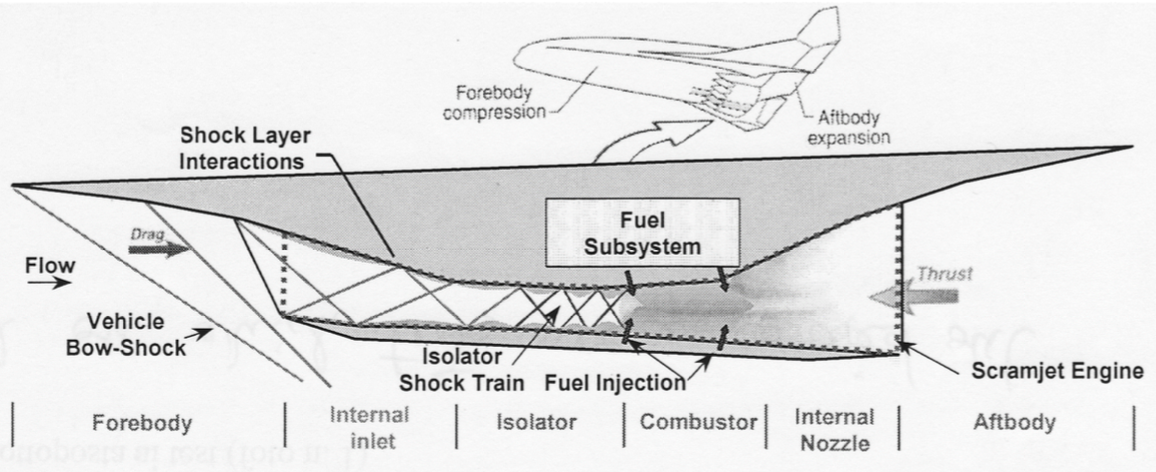 Forebody
compression
Aftbody
expansion
Shock Layer
Interactions
Fuel
Subsystem
Drag
Flow
Thrust
Vehicle
Bow-Shock
Isolator
Shock Train
Fuel Injection
Scramjet Engine
Forebody
Internal
inlet
Isolator
Combustor
Internal
Nozzle
Aftbody